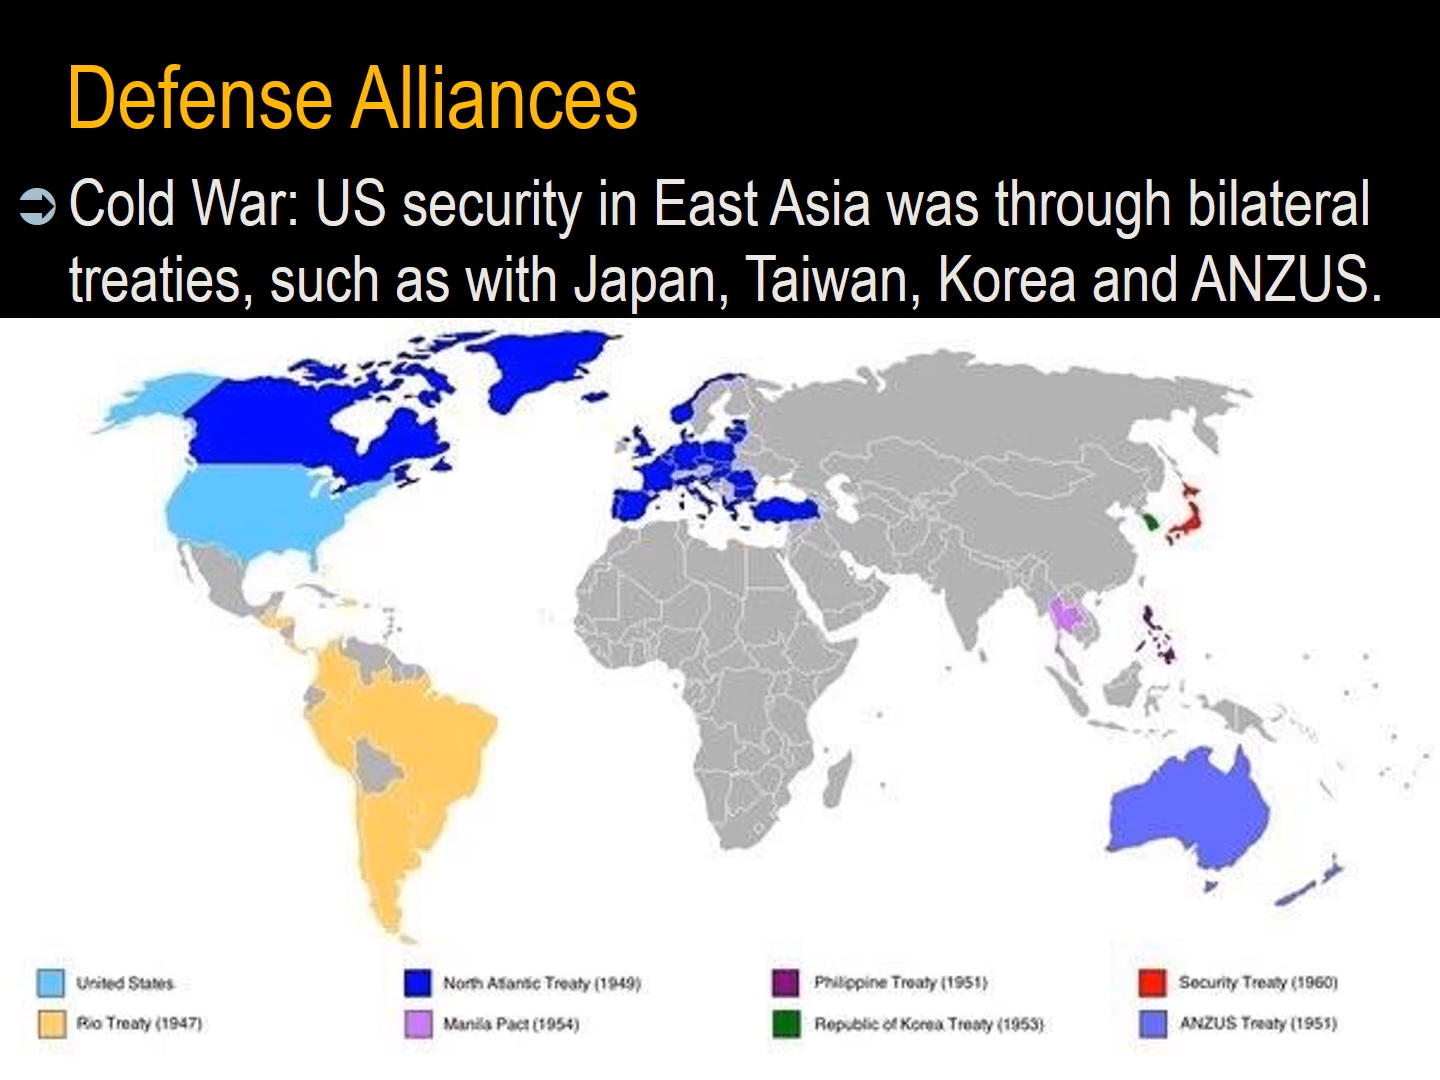 Defense Alliances
Cold War: US security in East Asia was through bilateral
treaties, such as with Japan, Taiwan, Korea and ANZUS.
United States
North Atlantic Treaty (1949)
Philippine Treaty (1951)
Security Treaty (1960)
Rio Treaty (1947)
Manila Pact (1954)
Republic of Korea Treaty (1953)
ANZUS Treaty (1951)